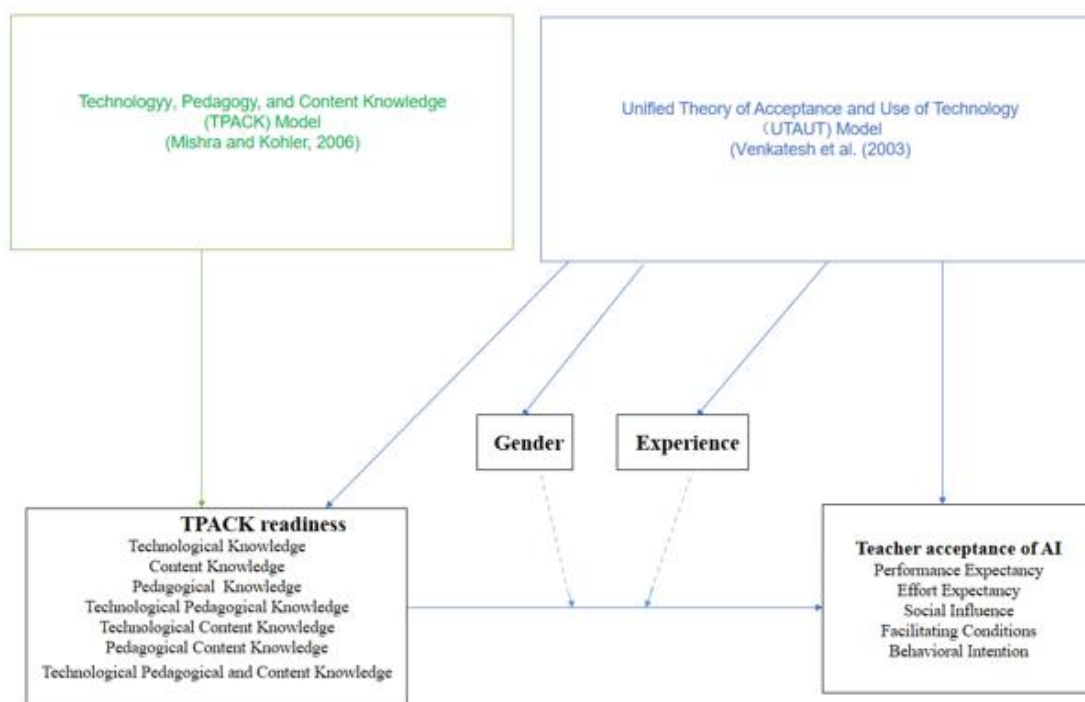 Technologyy, Pedagogy, and Content Knowledge
(TPACK) Model
(Mishra and Kohler, 2006)
Unified Theory of Acceptance and Use of Technology
（UTAUT) Model
(Venkatesh et al. (2003)
Gender
Experience
TPACK readiness
Technological Knowledge
Content Knowledge
Pedagogical Knowledge
Technological Pedagogical Knowledge
Technological Content Knowledge
Pedagogical Content Knowledge
Technological Pedagogical and Content Knowledge
Teacher acceptance of AI
Performance Expectancy
Effort Expectancy
Social Influence
Facilitating Conditions
Behavioral Intention